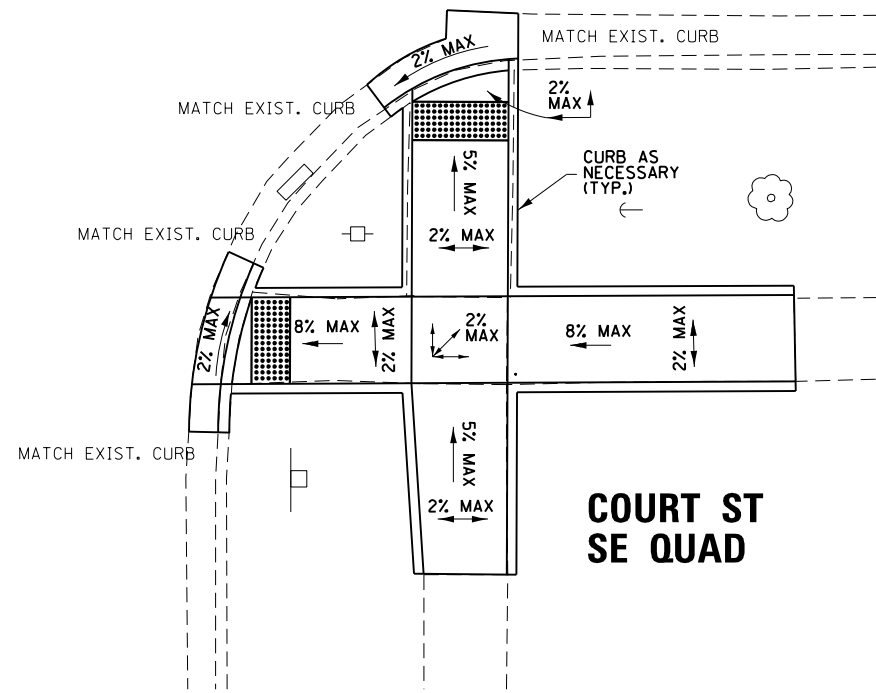 2% MAX
MATCH EXIST. CURB
MATCH EXIST. CURB
2%
MAX
5% MAX
CURB AS
NECESSARY
(TYP.)
MATCH EXIST. CURB
2% MAX
2% MAX
8% MAX
2% MAX
2%
MAX
8% MAX
2% MAX
5% MAX
MATCH EXIST. CURB
2% MAX
COURT ST
SE QUAD